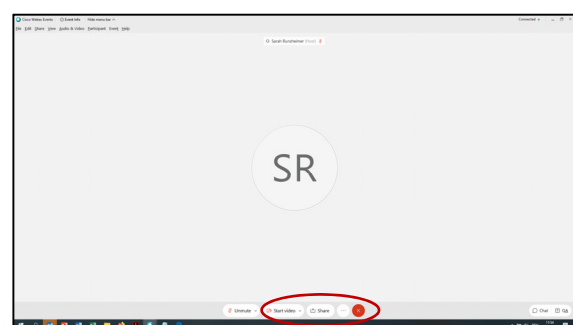 Cisco Webex Events Event Info Hide menu bar Connected
File Edit Share View Audio & Video Participant Event Help
Sarah Runzheimer (Host)
SR
Unmute Start video Share Chat